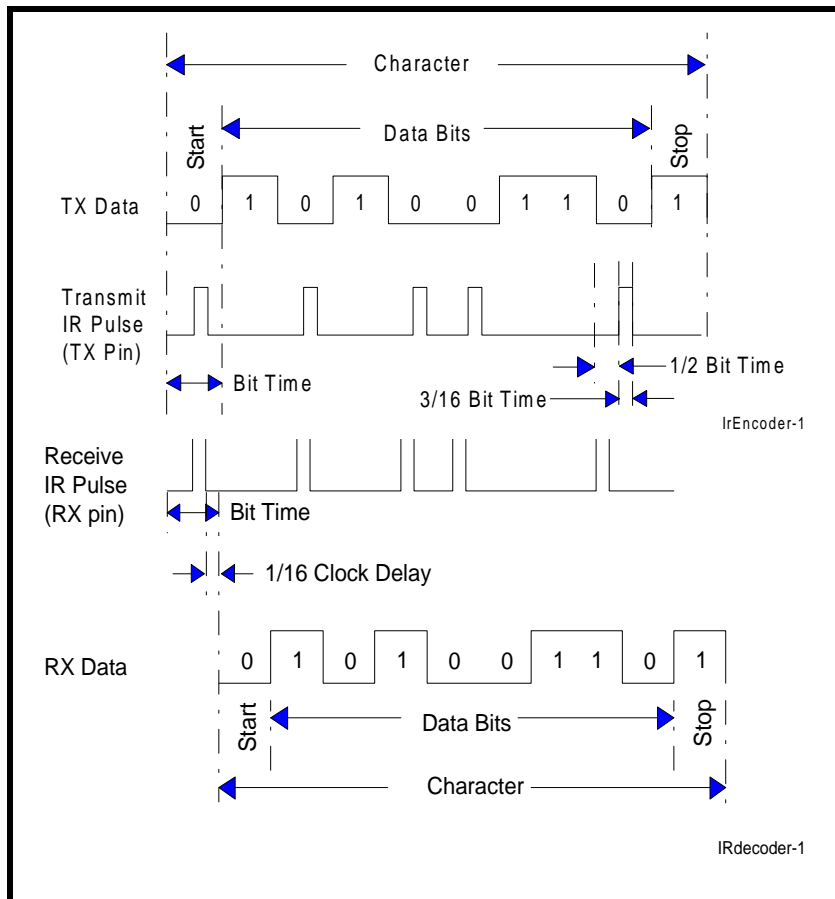 Character
Data Bits
Start
Stop
TX Data
0 1 0 1 0 0 1 1 0 1
Transmit
IR Pulse
(TX Pin)
Bit Time
1/2 Bit Time
3/16 Bit Time
IrEncoder-1
Receive
IR Pulse
(RX pin)
Bit Time
1/16 Clock Delay
RX Data
0 1 0 1 0 0 1 1 0 1
Start
Data Bits
Stop
Character
IRdecoder-1